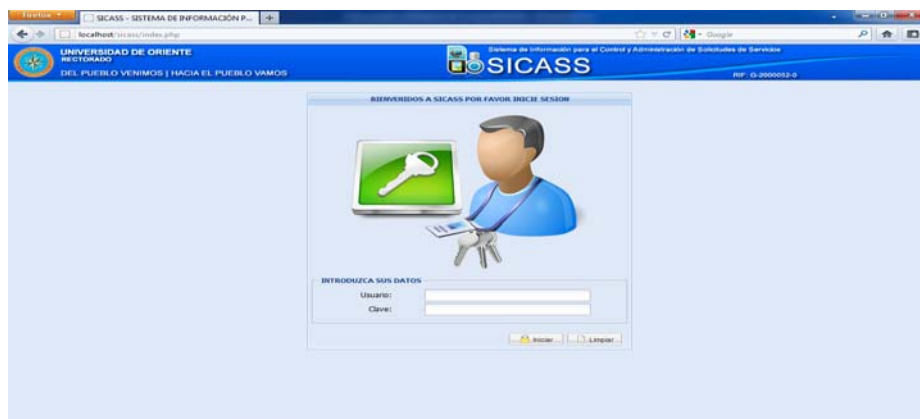 Firefox
SICASS - SISTEMA DE INFORMACIÓN P...
localhost/sicass/index.php
Google
UNIVERSIDAD DE ORIENTE
RECTORADO
DEL PUEBLO VENIMOS | HACIA EL PUEBLO VAMOS
Sistema de Información para el Control y Administración de Solicitudes de Servicios
SICASS
RIF: G-2000052-0
BIENVENIDOS A SICASS POR FAVOR INICIE SESION
INTRODUZCA SUS DATOS
Usuario:
Clave:
Iniciar
Limpiar